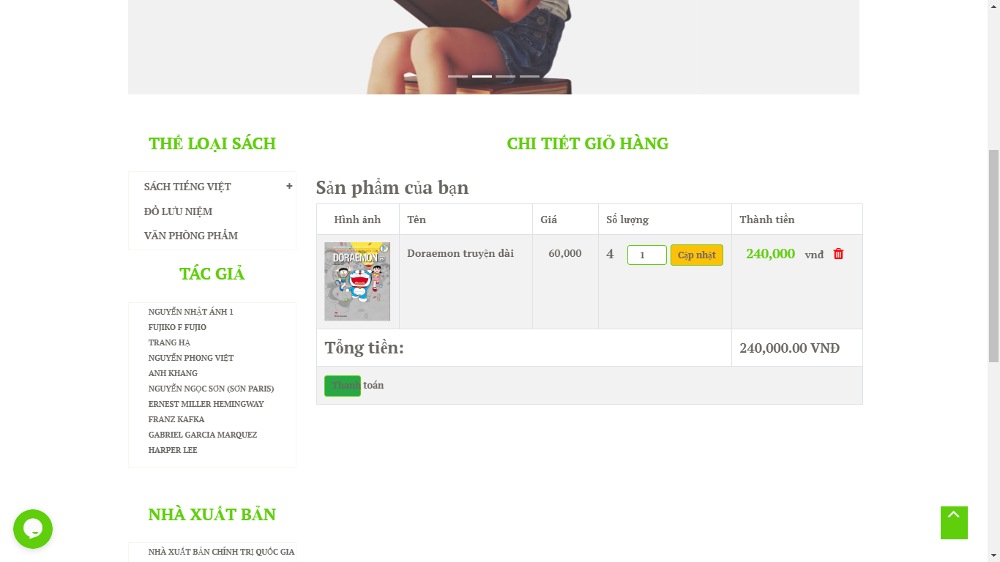 THỂ LOẠI SÁCH
SÁCH TIẾNG VIỆT +
ĐỒ LƯU NIỆM
VĂN PHÒNG PHẨM
TÁC GIẢ
NGUYỄN NHẬT ÁNH 1
FUJIKO F FUJIO
TRANG HẠ
NGUYỄN PHONG VIỆT
ANH KHANG
NGUYỄN NGỌC SƠN (SƠN PARIS)
ERNEST MILLER HEMINGWAY
FRANZ KAFKA
GABRIEL GARCIA MARQUEZ
HARPER LEE
NHÀ XUẤT BẢN
NHÀ XUẤT BẢN CHÍNH TRỊ QUỐC GIA
CHI TIẾT GIỎ HÀNG
Sản phẩm của bạn
Hình ảnh Tên Giá Số lượng Thành tiền
DORAEMON
Doraemon truyện dài 60,000 4 1 Cập nhật 240,000 vnđ
Tổng tiền: 240,000.00 VNĐ
Thanh toán